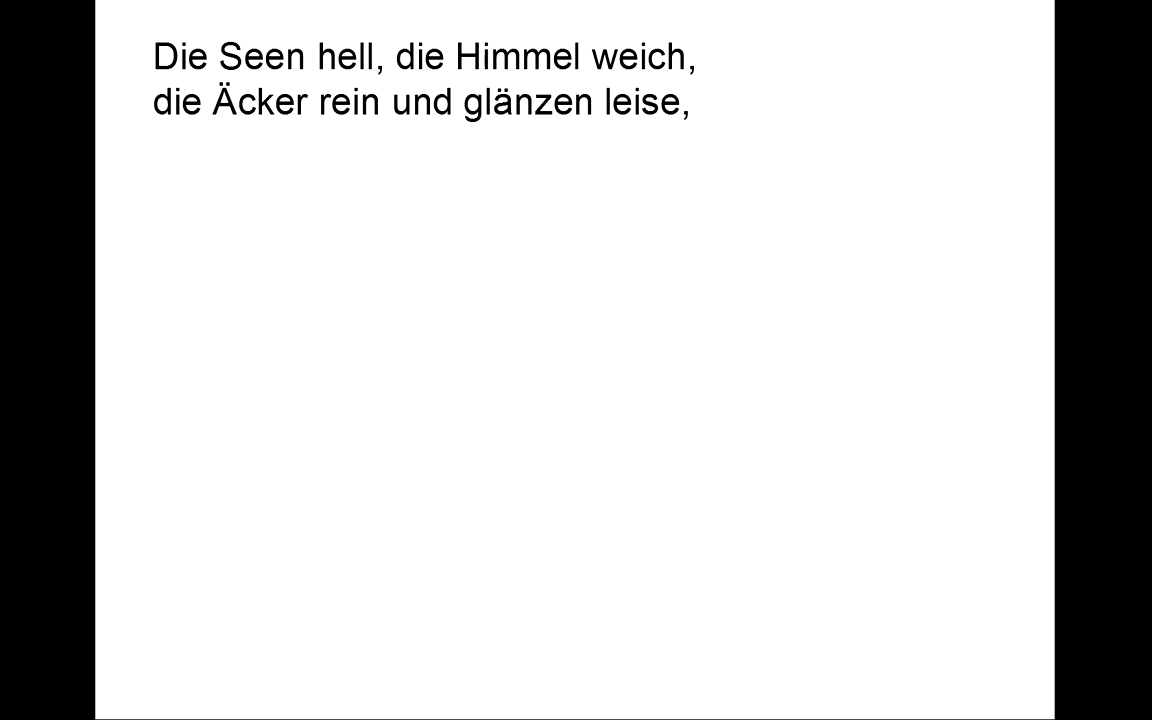 Die Seen hell, die Himmel weich,
die Äcker rein und glänzen leise,